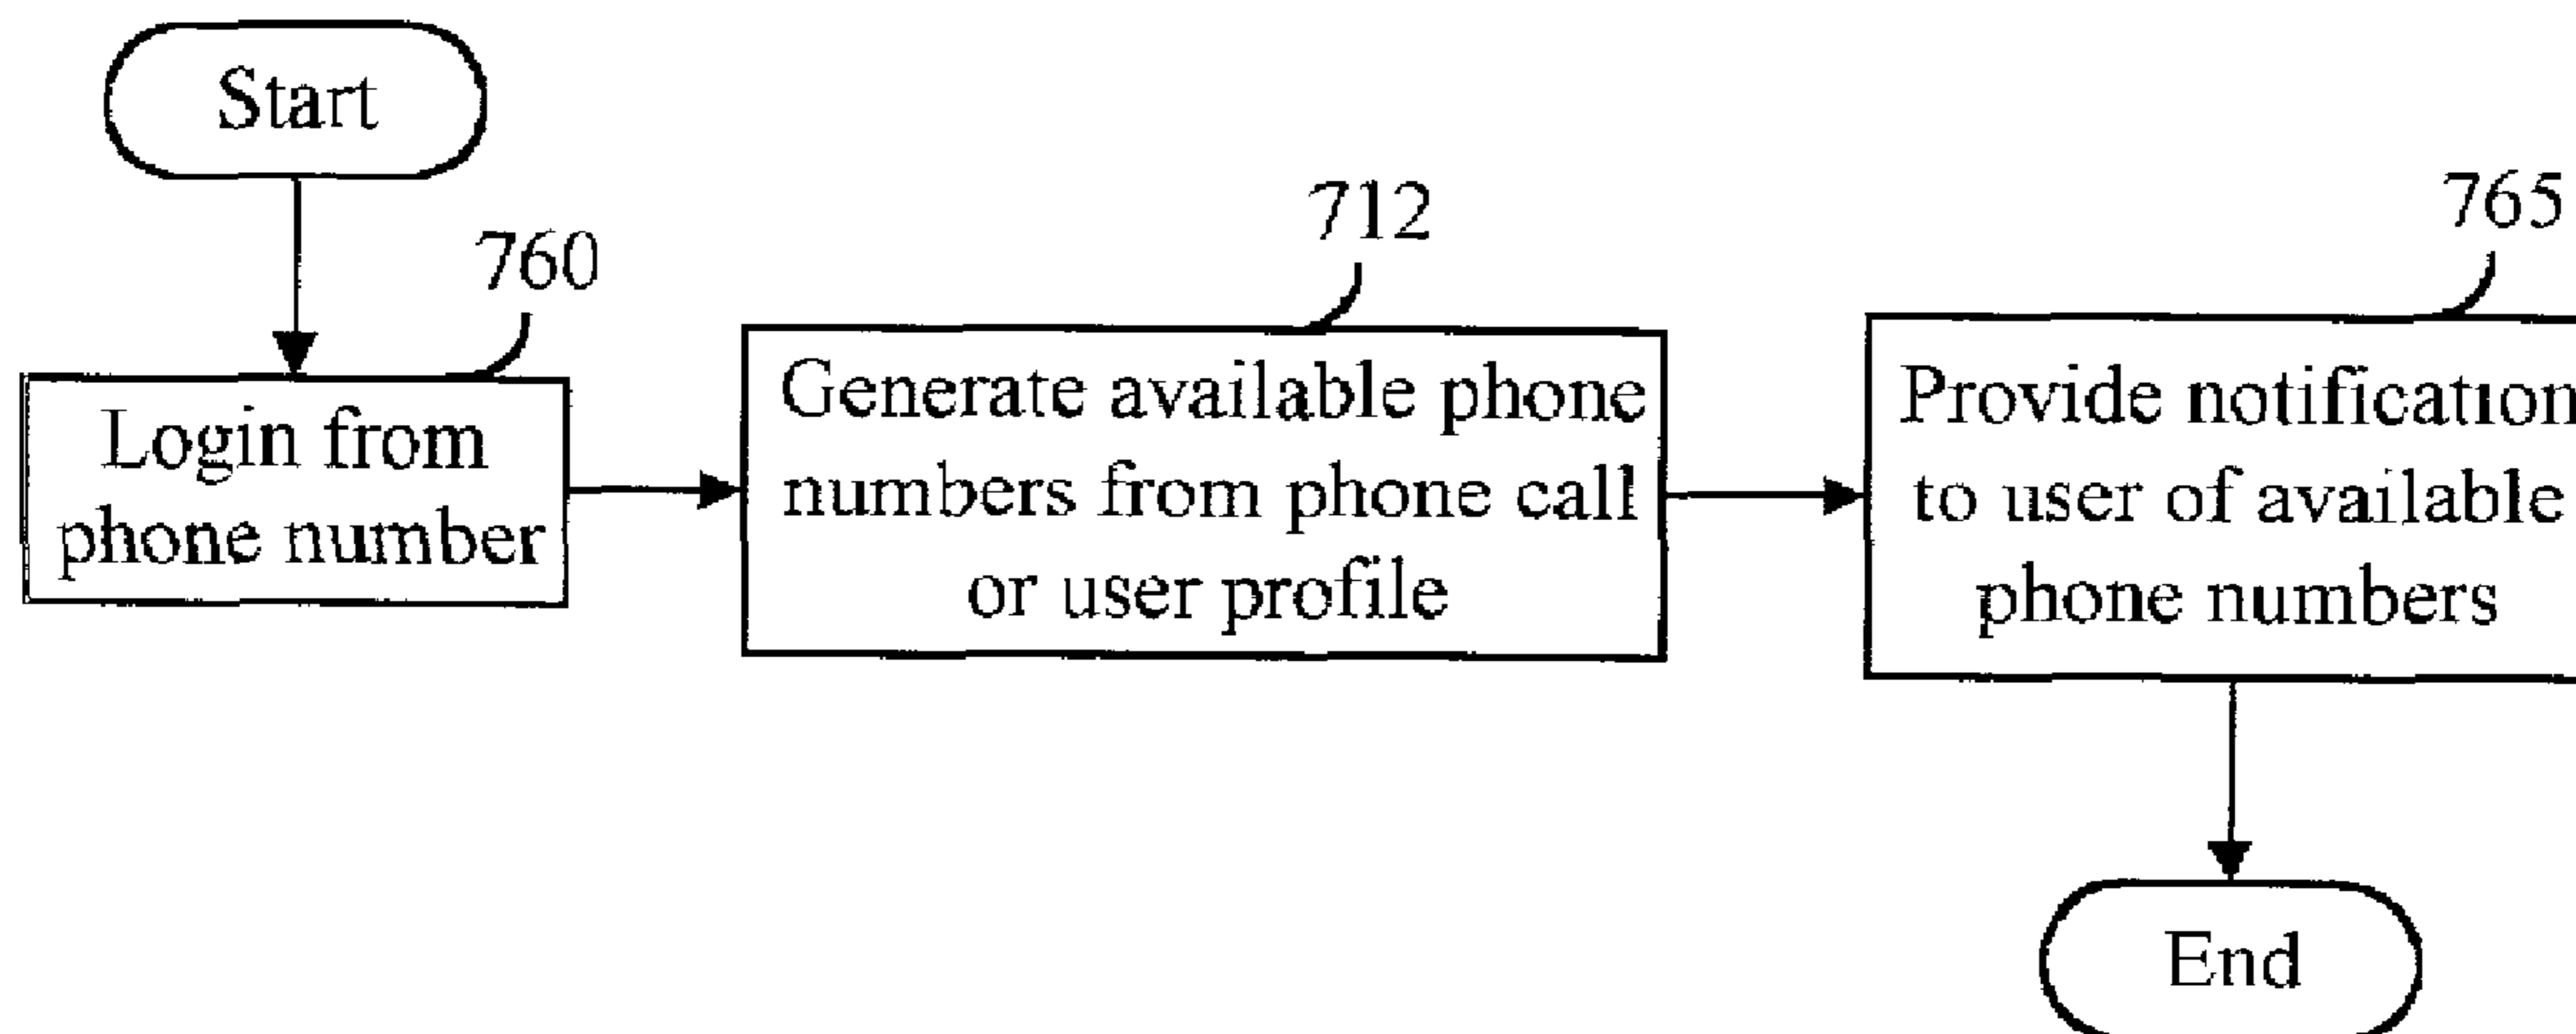 Start
760
Login from
phone number
712
Generate available phone
numbers from phone call
or user profile
765
Provide notification
to user of available
phone numbers
End